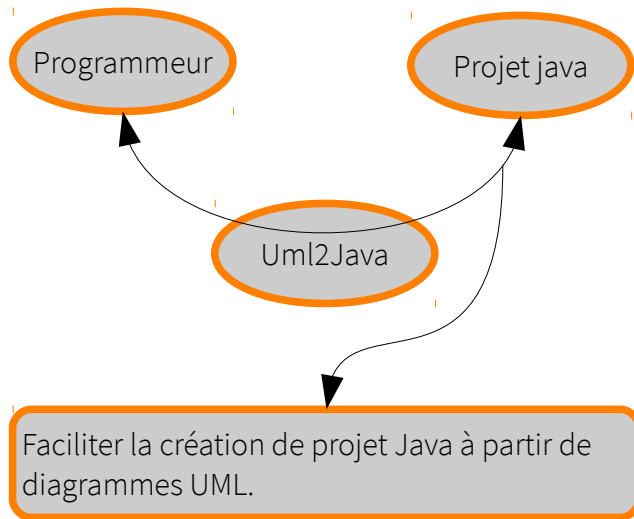 Programmeur
Projet java
Uml2Java
Faciliter la création de projet Java à partir de
diagrammes UML.